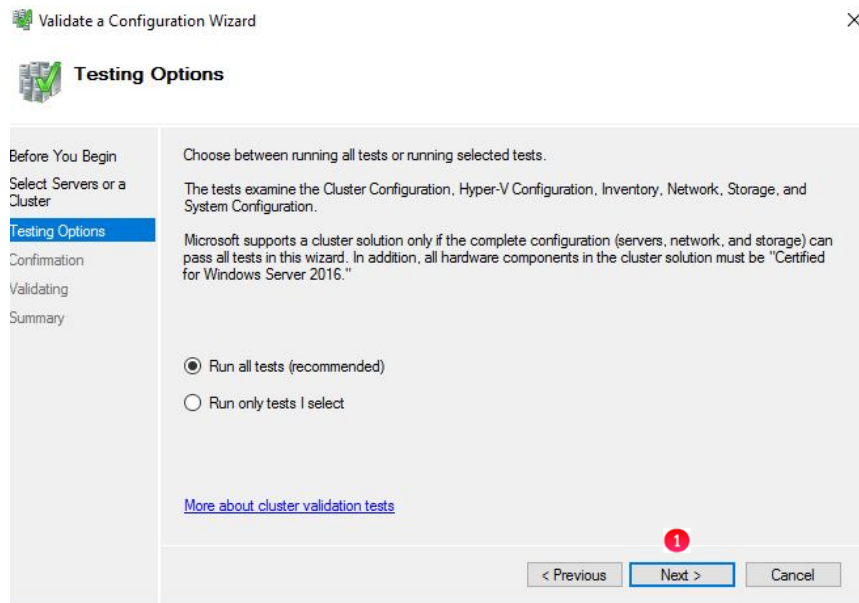 Validate a Configuration Wizard
Testing Options
Before You Begin
Select Servers or a
Cluster
Testing Options
Confirmation
Validating
Summary
Choose between running all tests or running selected tests.
The tests examine the Cluster Configuration, Hyper-V Configuration, Inventory, Network, Storage, and
System Configuration.
Microsoft supports a cluster solution only if the complete configuration (servers, network, and storage) can
pass all tests in this wizard. In addition, all hardware components in the cluster solution must be "Certified
for Windows Server 2016."
Run all tests (recommended)
Run only tests I select
More about cluster validation tests
1
< Previous Next > Cancel